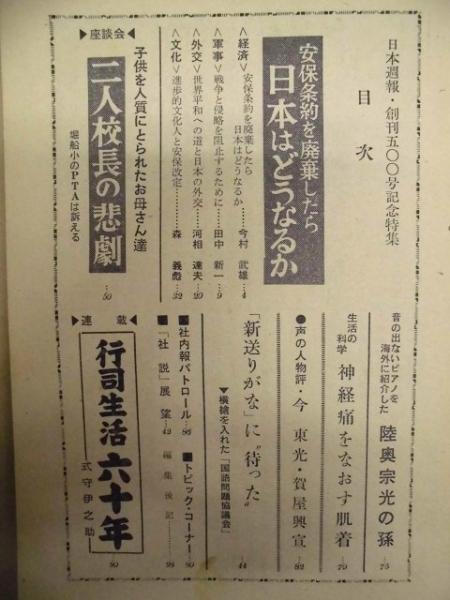 日本週報・創刊五〇〇号記念特集
目次
安保条約を廃棄したら
日本はどうなるか
＜経済＞安保条約を廃棄したら
日本はどうなるか…………今村武雄…4
＜軍事＞戦争と侵略を阻止するために……田中新一…9
＜外交＞世界平和への道と日本の外交……河相達夫…20
＜文化＞進歩的文化人と安保改定…………森義彪…32
▶座談会◀
子供を人質にとられたお母さん達
二人校長の悲劇
堀船小のPTAは訴える
…50
音の出ないピアノを
海外に紹介した
陸奥宗光の孫……75
生活の
科学
神経痛をなおす肌着……70
●声の人物評・今東光・賀屋興宣……82
「新送りがな」に“待った”
▼横槍を入れた「国語問題協議会」……44
■社内報パトロール…86
■トピック・コーナー…90
■「社説」展望…42
編集後記……98
▶連載◀
行司生活六十年
式守伊之助